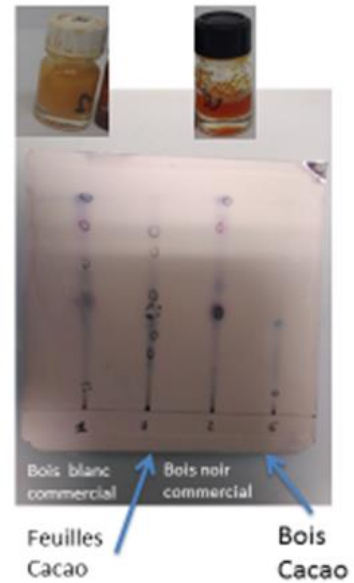 Bois blanc
commercial
Bois noir
commercial
Feuilles
Cacao
Bois
Cacao